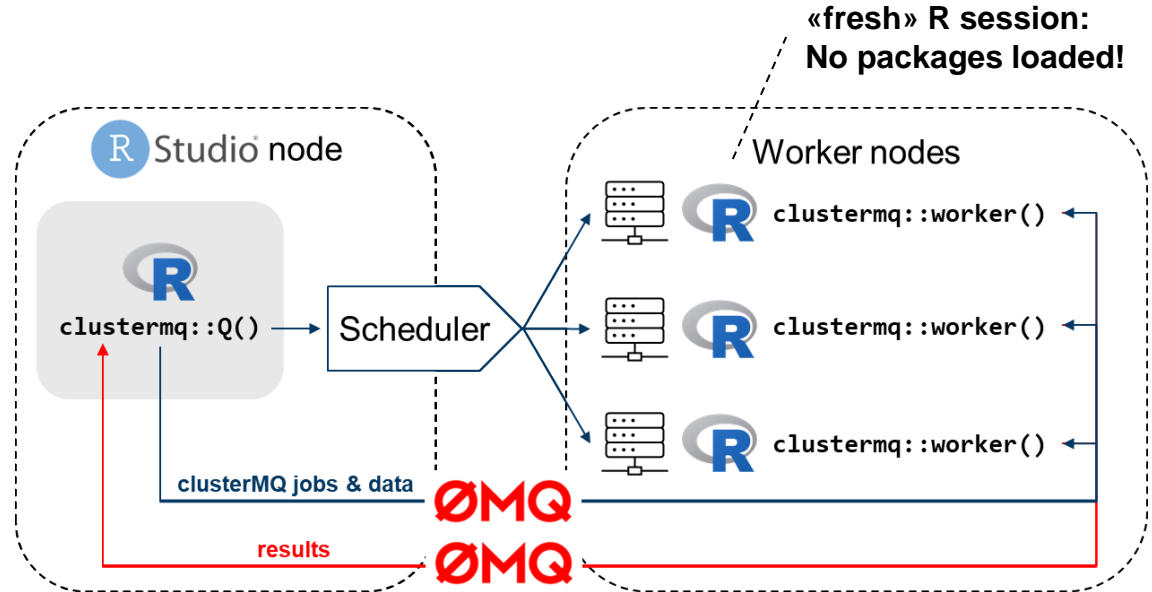 «fresh» R session:
No packages loaded!
R Studio node
Worker nodes
R
clustermq::Q()
Scheduler
R clustermq::worker()
R clustermq::worker()
R clustermq::worker()
clusterMQ jobs & data
ØMQ
results
ØMQ